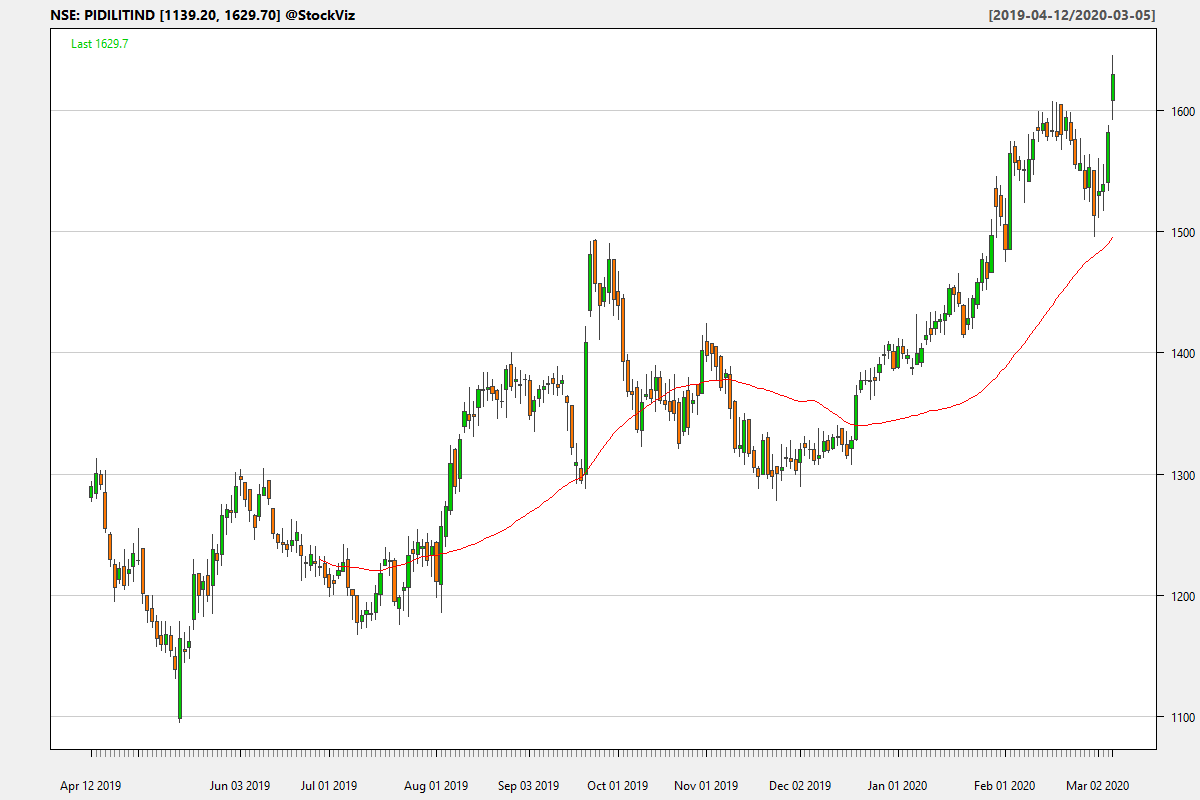 NSE: PIDILITIND [1139.20, 1629.70] @StockViz [2019-04-12/2020-03-05]
Last 1629.7
1600
1500
1400
1300
1200
1100
Apr 12 2019 Jun 03 2019 Jul 01 2019 Aug 01 2019 Sep 03 2019 Oct 01 2019 Nov 01 2019 Dec 02 2019 Jan 01 2020 Feb 01 2020 Mar 02 2020